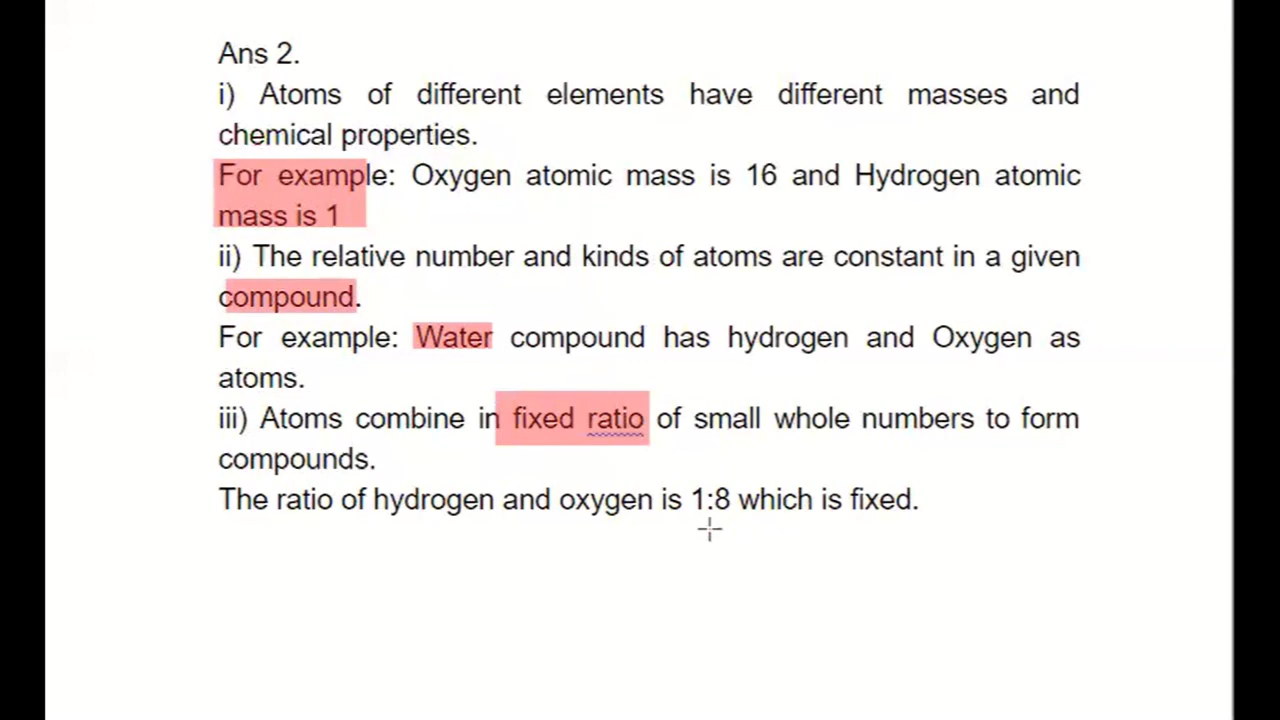 Ans 2.
i) Atoms of different elements have different masses and
chemical properties.
For example: Oxygen atomic mass is 16 and Hydrogen atomic
mass is 1
ii) The relative number and kinds of atoms are constant in a given
compound.
For example: Water compound has hydrogen and Oxygen as
atoms.
iii) Atoms combine in fixed ratio of small whole numbers to form
compounds.
The ratio of hydrogen and oxygen is 1:8 which is fixed.